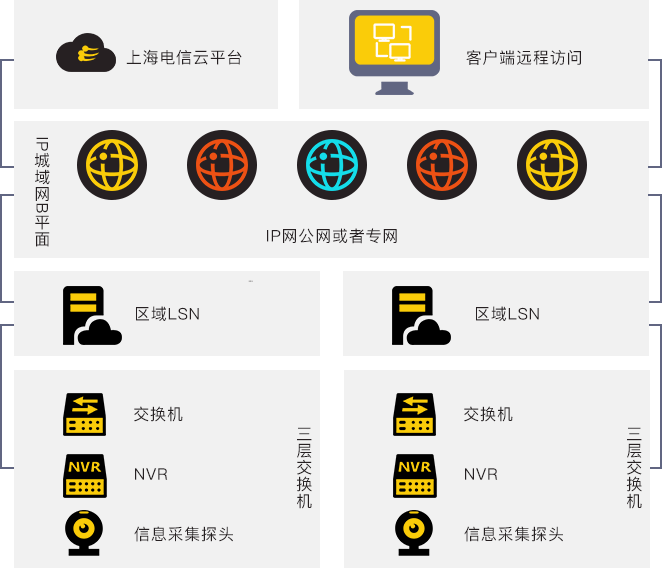 上海电信云平台
客户端远程访问
IP城域网B平面
IP网公网或者专网
区域LSN
区域LSN
交换机
NVR
NVR
信息采集探头
三层交换机
交换机
NVR
NVR
信息采集探头
三层交换机